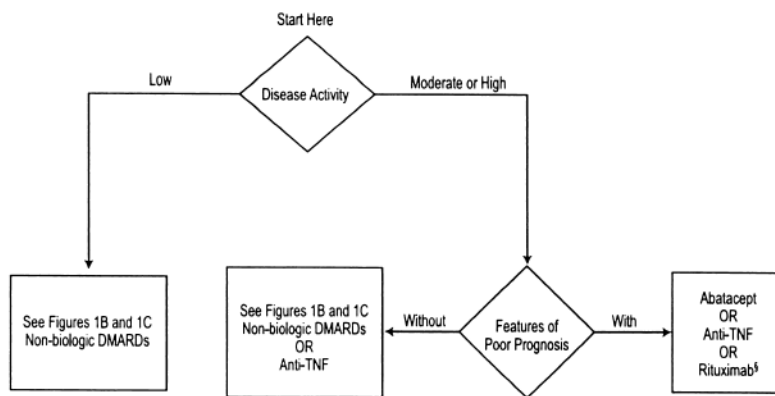 Start Here
Low
Disease Activity
Moderate or High
See Figures 1B and 1C
Non-biologic DMARDs
See Figures 1B and 1C
Non-biologic DMARDs
OR
Anti-TNF
Without
Features of
Poor Prognosis
With
Abatacept
OR
Anti-TNF
OR
Rituximab§